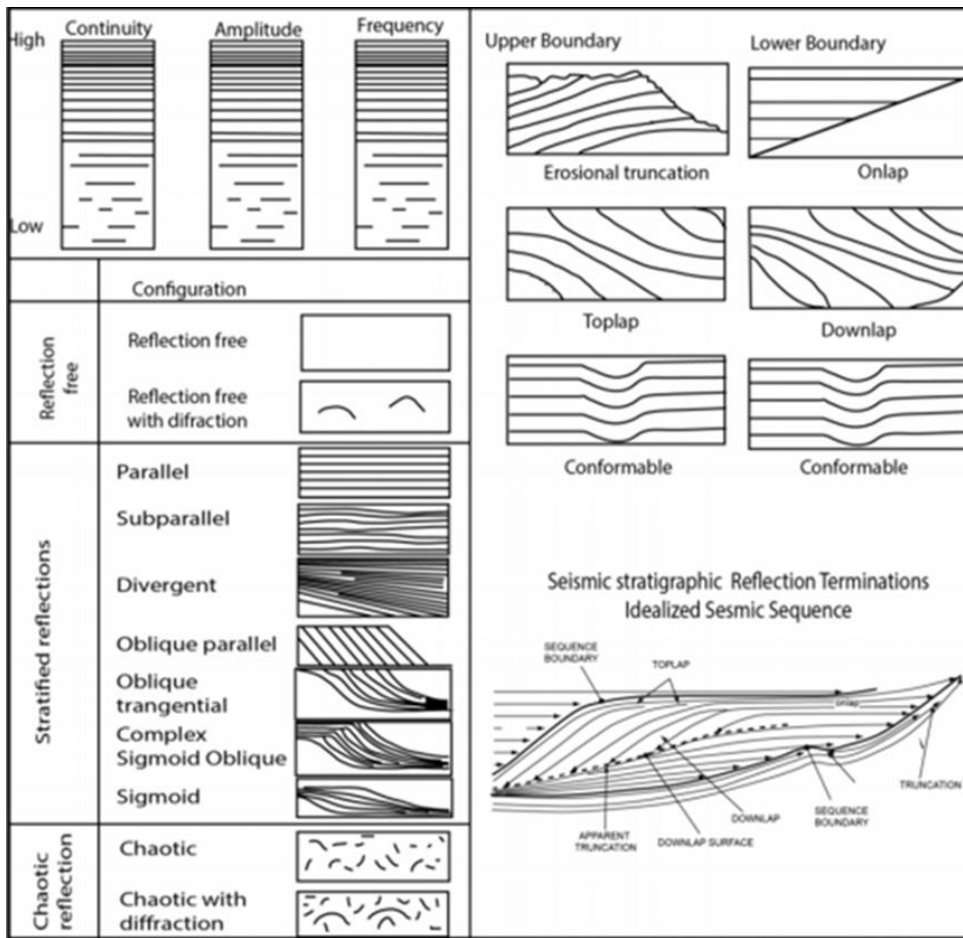 Continuity
Amplitude
Frequency
High
Low
Configuration
Reflection
free
Reflection free
Reflection free
with difraction
Stratified reflections
Parallel
Subparallel
Divergent
Oblique parallel
Oblique
trangential
Complex
Sigmoid Oblique
Sigmoid
Chaotic
reflection
Chaotic
Chaotic with
diffraction
Upper Boundary
Lower Boundary
Erosional truncation
Onlap
Toplap
Downlap
Conformable
Conformable
Seismic stratigraphic Reflection Terminations
Idealized Sesmic Sequence
SEQUENCE
BOUNDARY
TOPLAP
onlap
TRUNCATION
DOWNLAP
SEQUENCE
BOUNDARY
APPARENT
TRUNCATION
DOWNLAP SURFACE